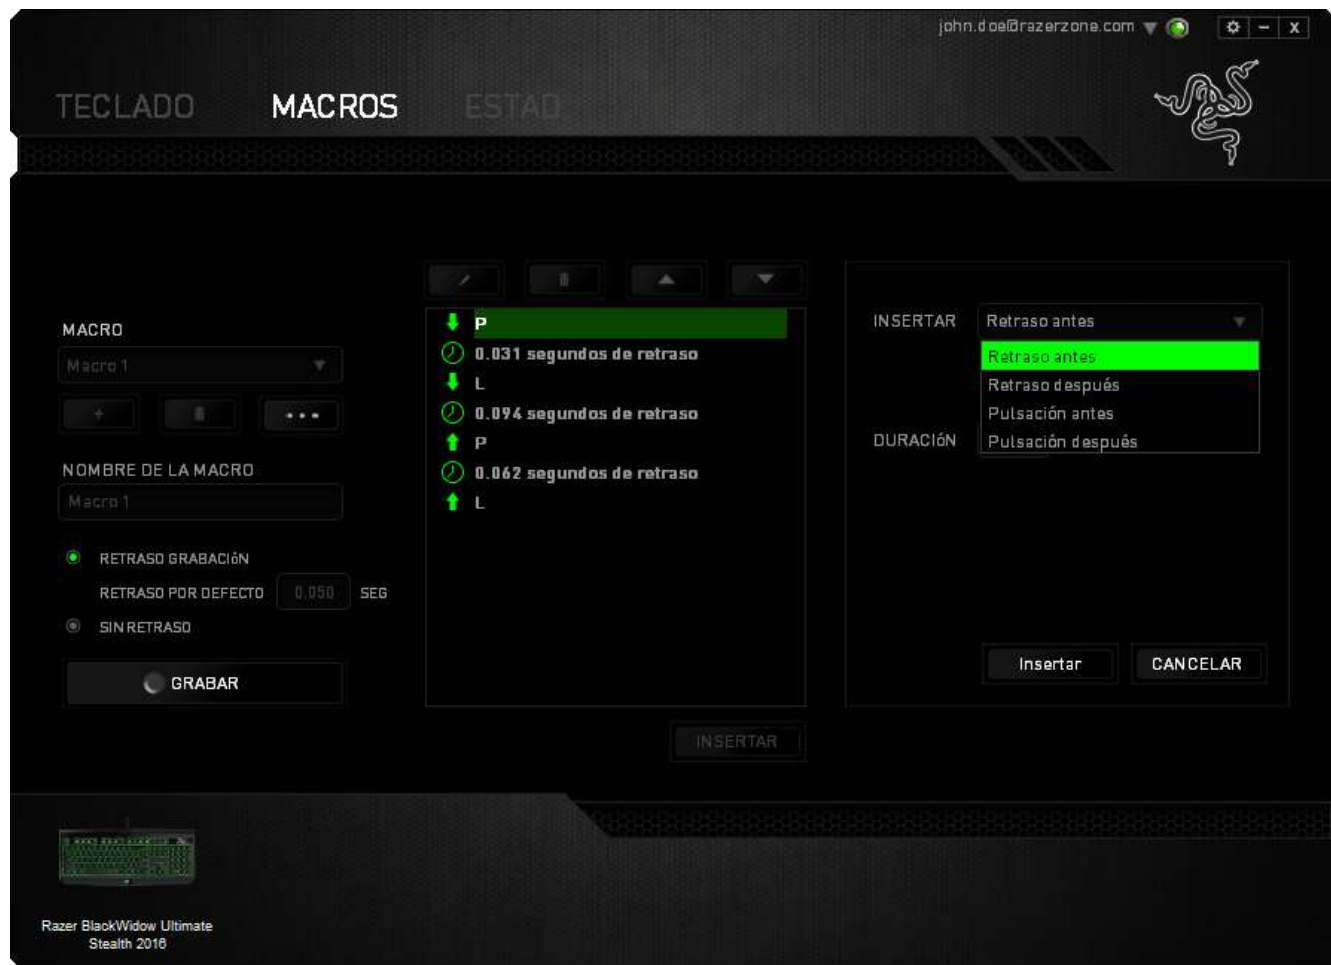 john.doe@razerzone.com
TECLADO MACROS ESTAD.
MACRO
Macro 1
NOMBRE DE LA MACRO
Macro 1
RETRASO GRABACIóN
RETRASO POR DEFECTO 0.050 SEG
SIN RETRASO
GRABAR
P
0.031 segundos de retraso
L
0.094 segundos de retraso
P
0.062 segundos de retraso
L
INSERTAR
INSERTAR Retraso antes
Retraso antes
Retraso después
Pulsación antes
Pulsación después
DURACIóN
Insertar CANCELAR
Razer BlackWidow Ultimate
Stealth 2016